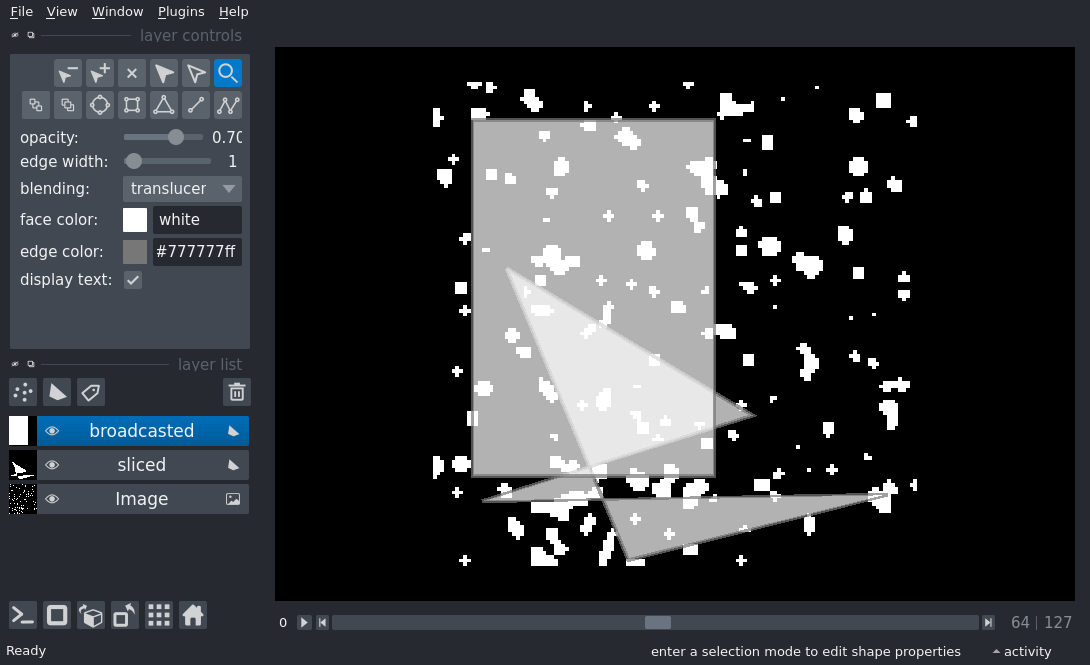 File View Window Plugins Help
layer controls
opacity: 0.70
edge width: 1
blending: translucer
face color: white
edge color: #777777ff
display text:
layer list
broadcasted
sliced
Image
0 64 | 127
Ready enter a selection mode to edit shape properties activity